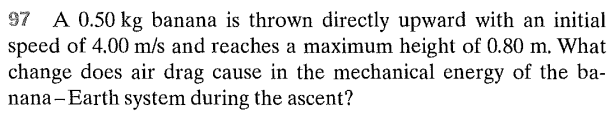 97 A 0.50 kg banana is thrown directly upward with an initial
speed of 4.00 m/s and reaches a maximum height of 0.80 m. What
change does air drag cause in the mechanical energy of the ba-
nana–Earth system during the ascent?